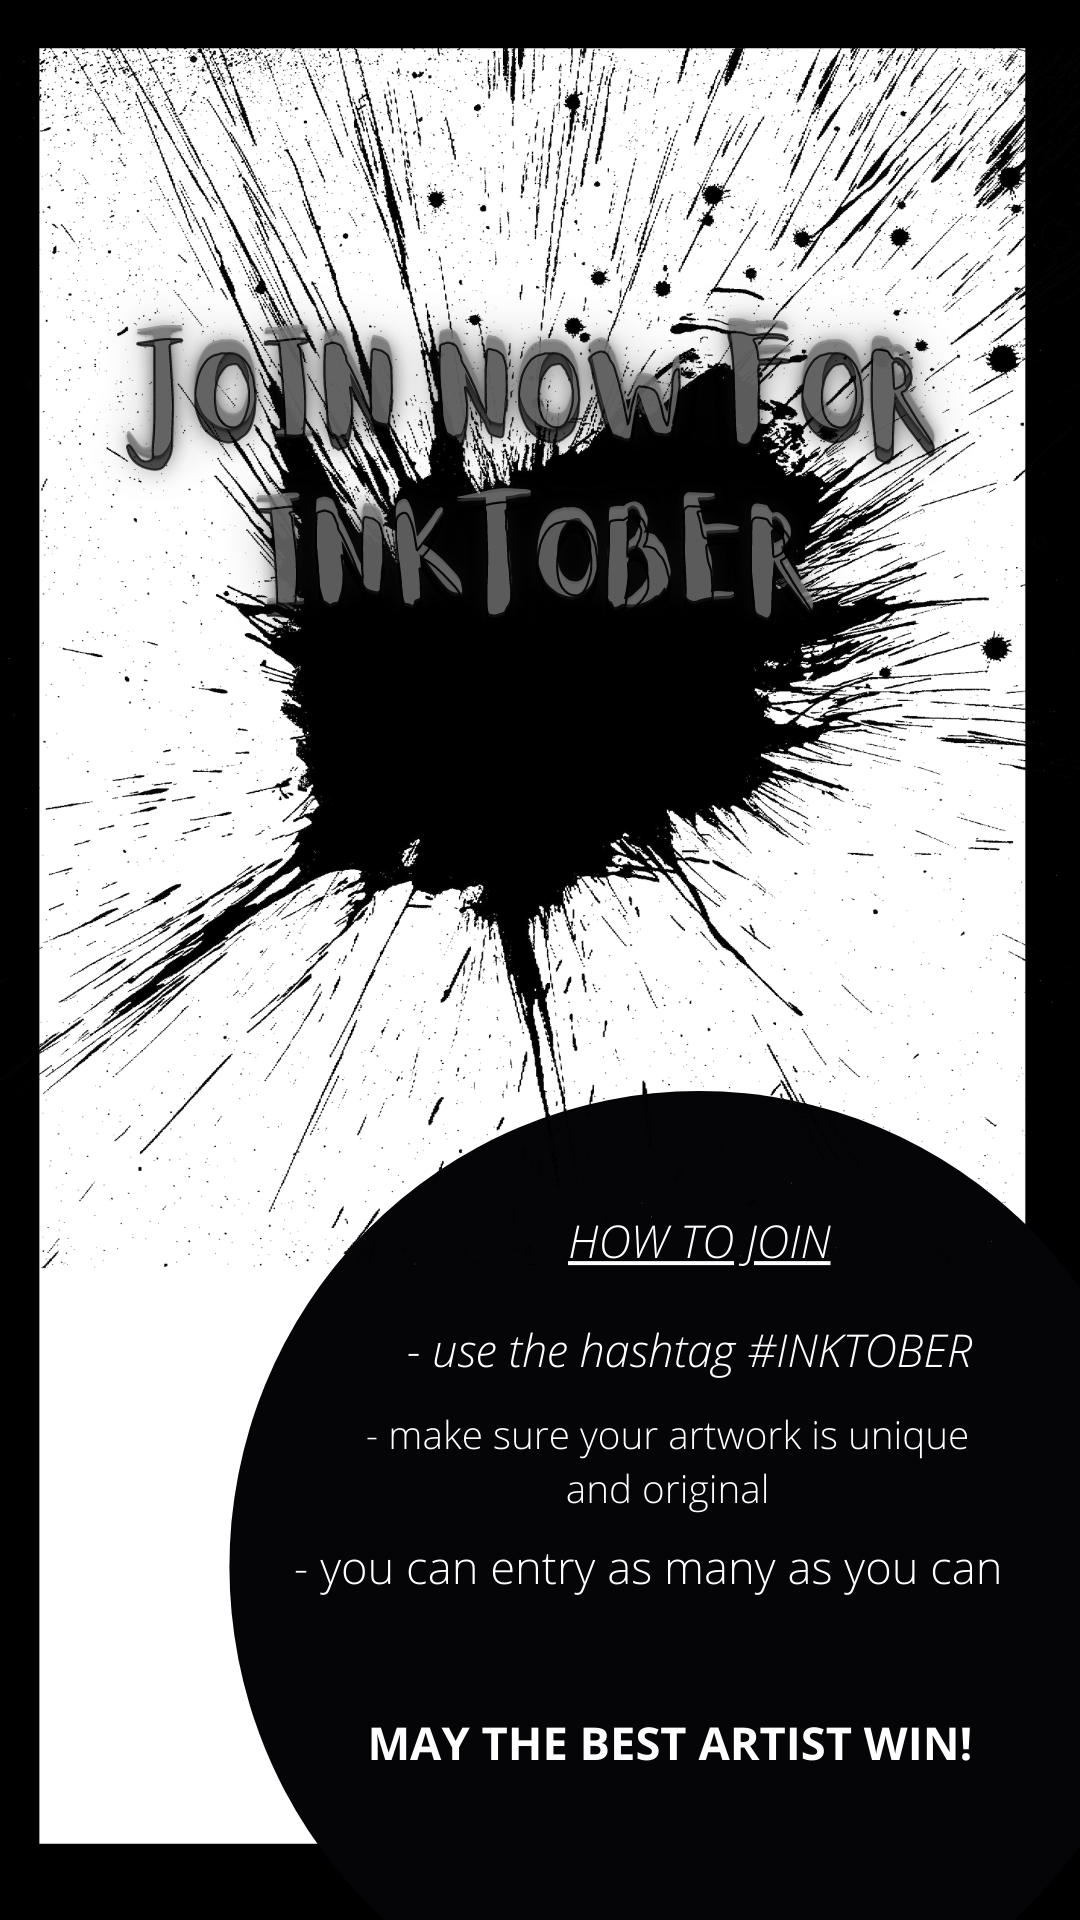 JOIN NOW FOR
INKTOBER
HOW TO JOIN
- use the hashtag #INKTOBER
- make sure your artwork is unique
and original
- you can entry as many as you can
MAY THE BEST ARTIST WIN!